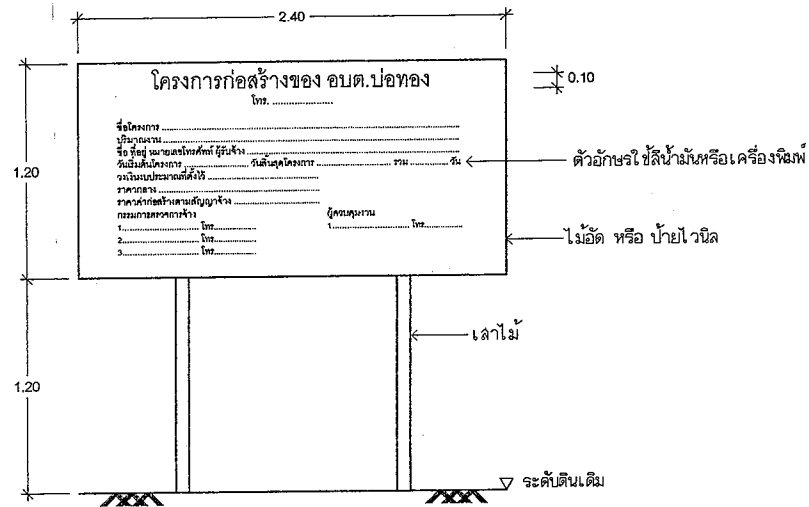 2.40
โครงการก่อสร้างของ อบต.บ่อทอง
0.10
โทร. ....................
ชื่อโครงการ ....................
ปริมาณงาน ....................
ชื่อ ที่อยู่ หมายเลขโทรศัพท์ ผู้รับจ้าง ....................
วันเริ่มต้นโครงการ .................... วันสิ้นสุดโครงการ .................... รวม ............ วัน
ตัวอักษรใช้สีน้ำมันหรือเครื่องพิมพ์
1.20
วงเงินงบประมาณที่ตั้งไว้ ....................
ราคากลาง ....................
ราคาค่าก่อสร้างตามสัญญาจ้าง ....................
กรรมการตรวจการจ้าง ผู้ควบคุมงาน
1.................... โทร............. 1.................... โทร.............
2.................... โทร.............
3.................... โทร.............
ไม้อัด หรือ ป้ายไวนิล
เสาไม้
1.20
ระดับดินเดิม